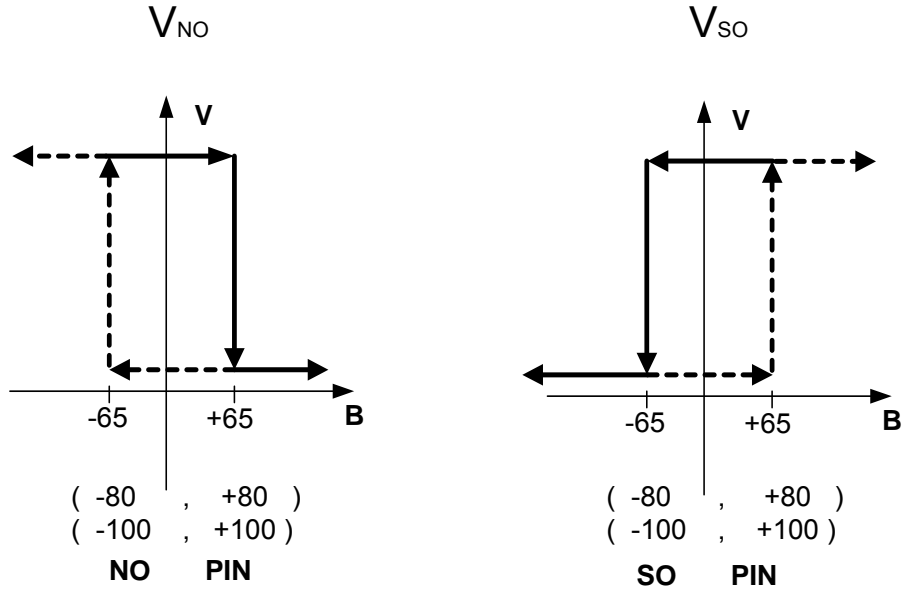 VNO
V
-65 +65 B
( -80 , +80 )
( -100 , +100 )
NO PIN
VSO
V
-65 +65 B
( -80 , +80 )
( -100 , +100 )
SO PIN